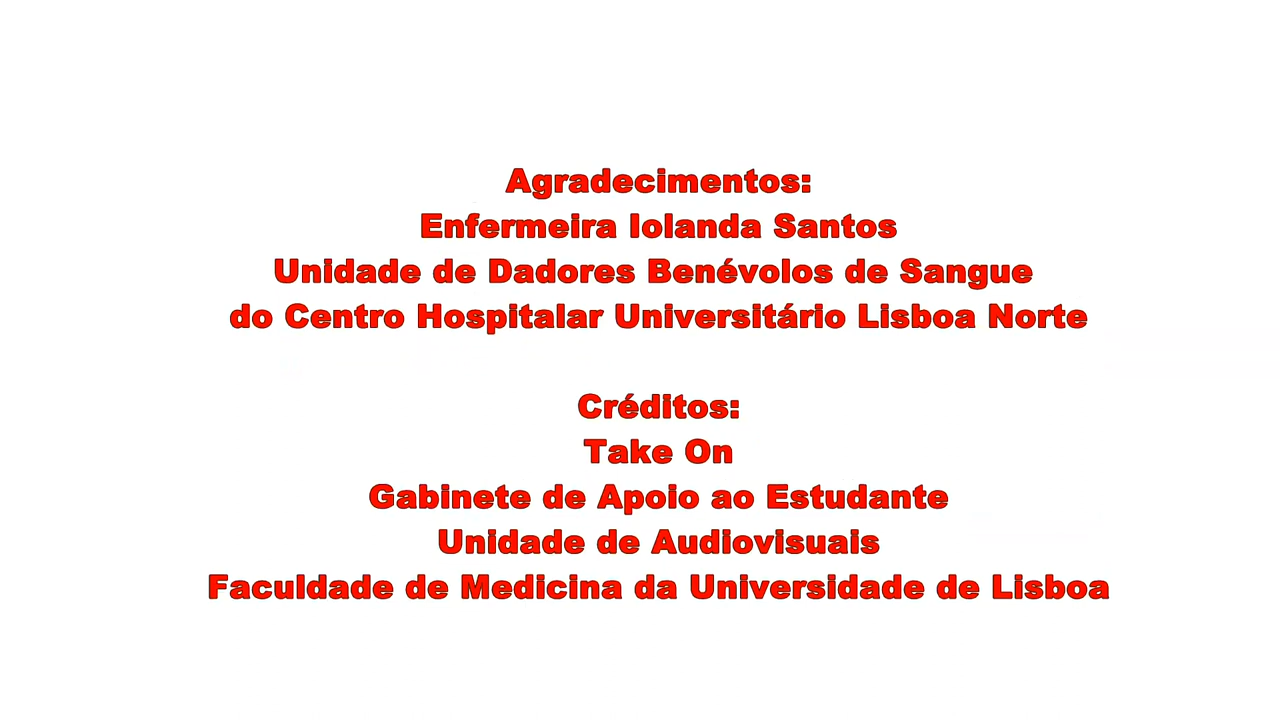 Agradecimentos:
Enfermeira Iolanda Santos
Unidade de Dadores Benévolos de Sangue
do Centro Hospitalar Universitário Lisboa Norte
Créditos:
Take On
Gabinete de Apoio ao Estudante
Unidade de Audiovisuais
Faculdade de Medicina da Universidade de Lisboa